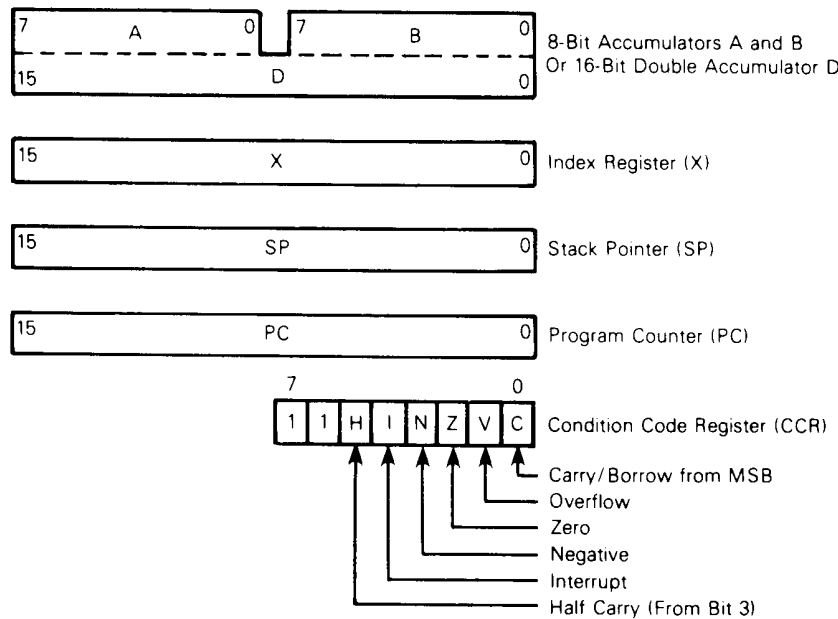 7 A 0 7 B 0
8-Bit Accumulators A and B
15 D 0
Or 16-Bit Double Accumulator D
15 X 0
Index Register (X)
15 SP 0
Stack Pointer (SP)
15 PC 0
Program Counter (PC)
7 0
1 1 H I N Z V C
Condition Code Register (CCR)
Carry/Borrow from MSB
Overflow
Zero
Negative
Interrupt
Half Carry (From Bit 3)